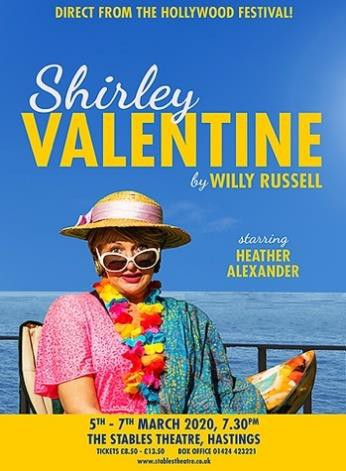 DIRECT FROM THE HOLLYWOOD FESTIVAL!
Shirley
VALENTINE
by WILLY RUSSELL
starring
HEATHER
ALEXANDER
5TH - 7TH MARCH 2020, 7.30PM
THE STABLES THEATRE, HASTINGS
TICKETS £8.50 - £13.50 BOX OFFICE 01424 423221
www.stablestheatre.co.uk